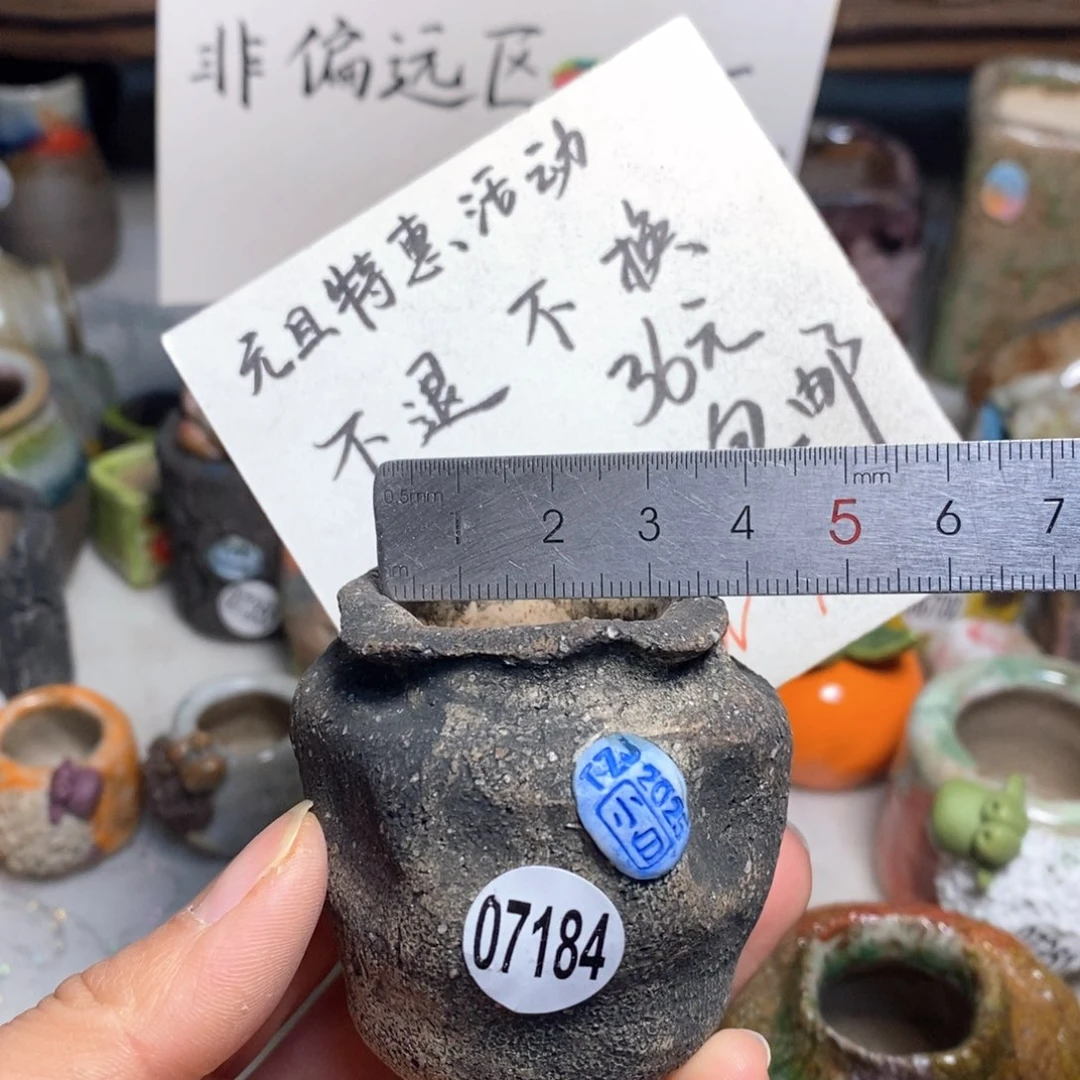 非偏远区
元旦特惠、活动
不退 不换、
36元
包邮
0.5mm
mm
1 2 3 4 5 6 7
TZJ
2025
小口
07184